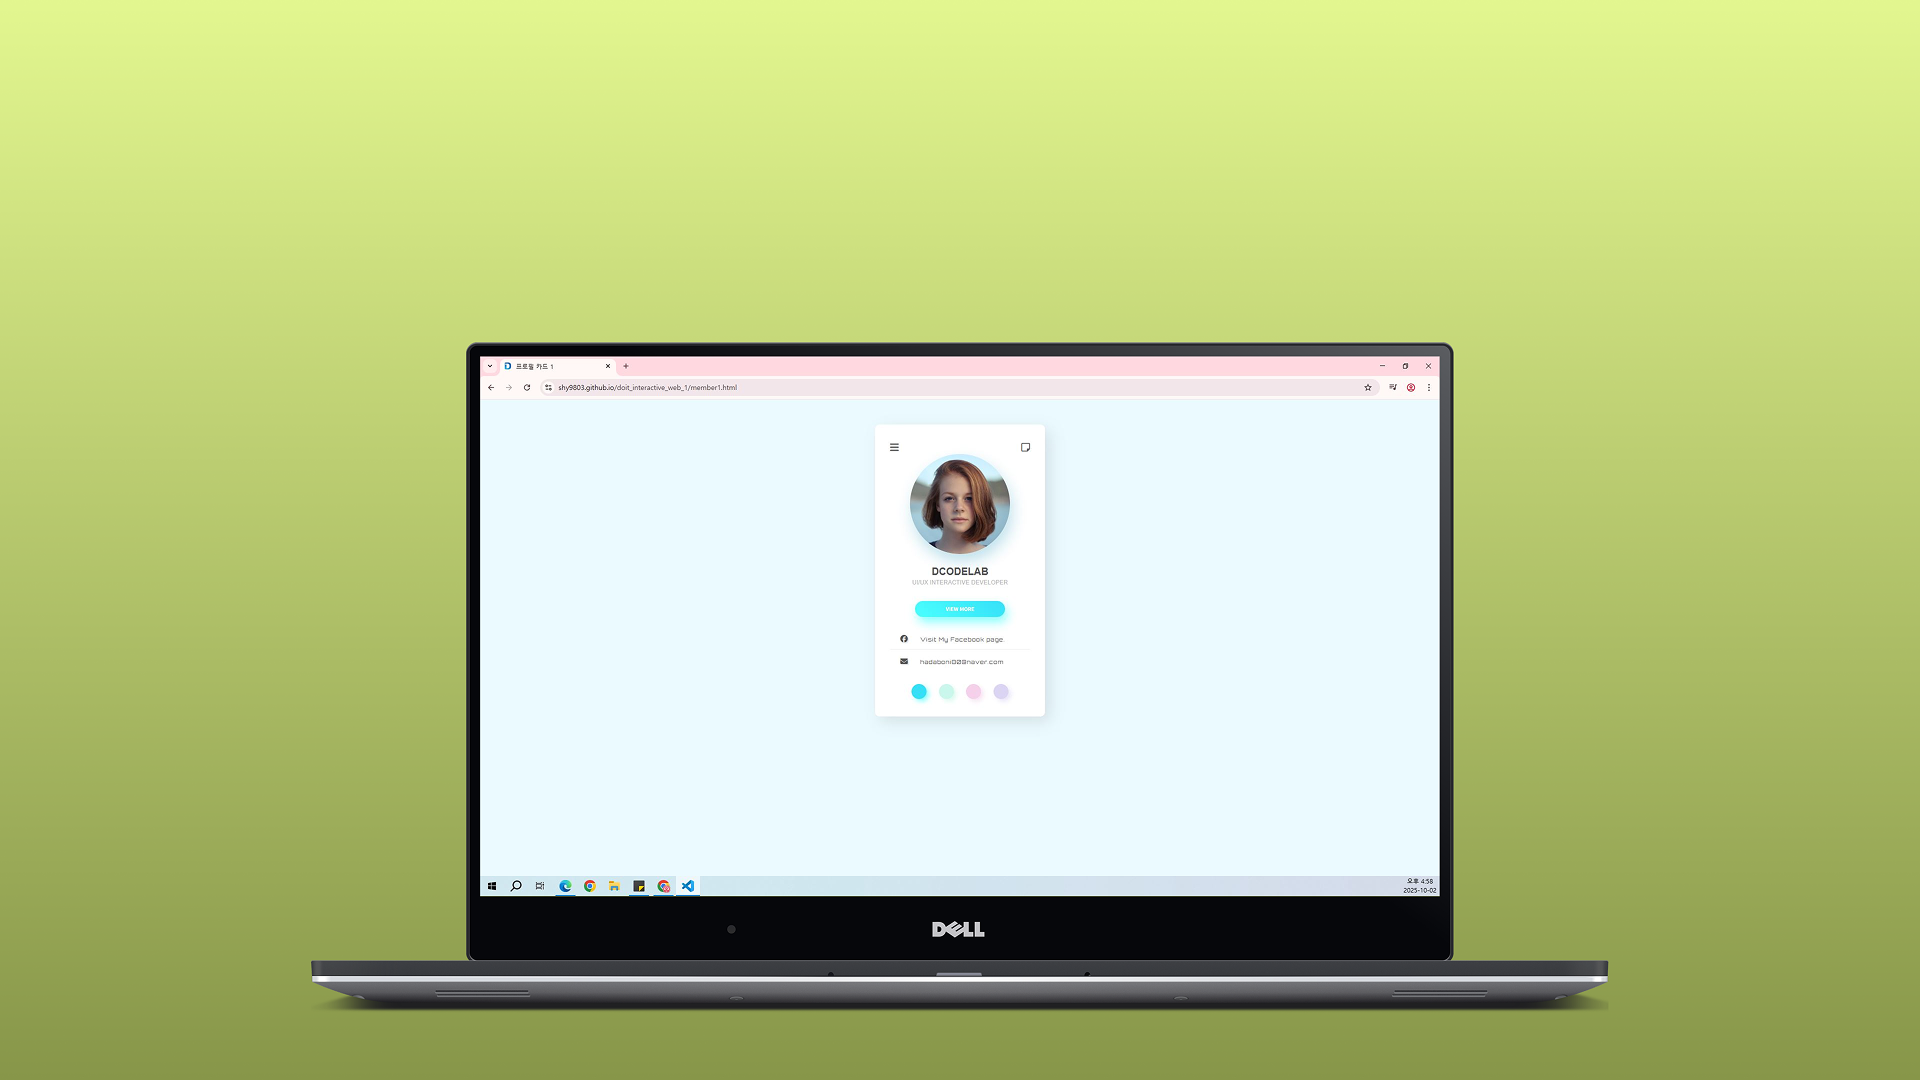 프로필 카드 1
shy9803.github.io/doit_interactive_web_1/member1.html
DCODELAB
UI/UX INTERACTIVE DEVELOPER
VIEW MORE
Visit My Facebook page
hadaboni80@naver.com
오후 4:58
2025-10-02
DELL